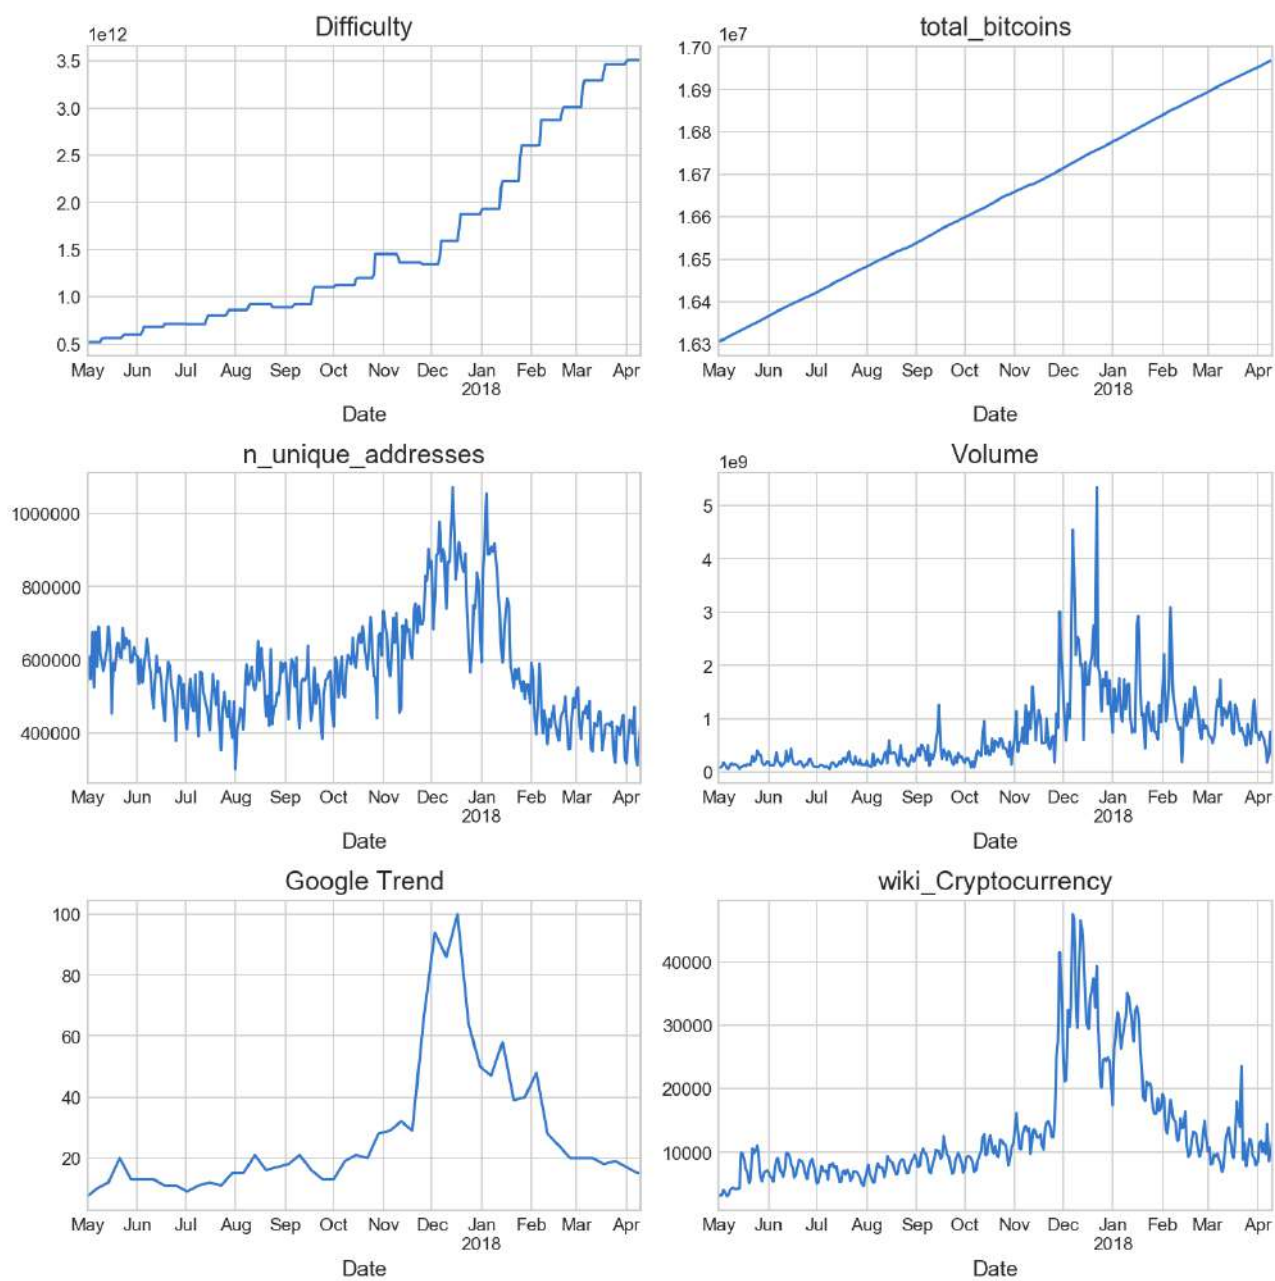 Difficulty
1e12
3.5
3.0
2.5
2.0
1.5
1.0
0.5
May Jun Jul Aug Sep Oct Nov Dec Jan Feb Mar Apr
2018
Date
total_bitcoins
1e7
1.70
1.69
1.68
1.67
1.66
1.65
1.64
1.63
May Jun Jul Aug Sep Oct Nov Dec Jan Feb Mar Apr
2018
Date
n_unique_addresses
1000000
800000
600000
400000
May Jun Jul Aug Sep Oct Nov Dec Jan Feb Mar Apr
2018
Date
Volume
1e9
5
4
3
2
1
0
May Jun Jul Aug Sep Oct Nov Dec Jan Feb Mar Apr
2018
Date
Google Trend
100
80
60
40
20
May Jun Jul Aug Sep Oct Nov Dec Jan Feb Mar Apr
2018
Date
wiki_Cryptocurrency
40000
30000
20000
10000
May Jun Jul Aug Sep Oct Nov Dec Jan Feb Mar Apr
2018
Date